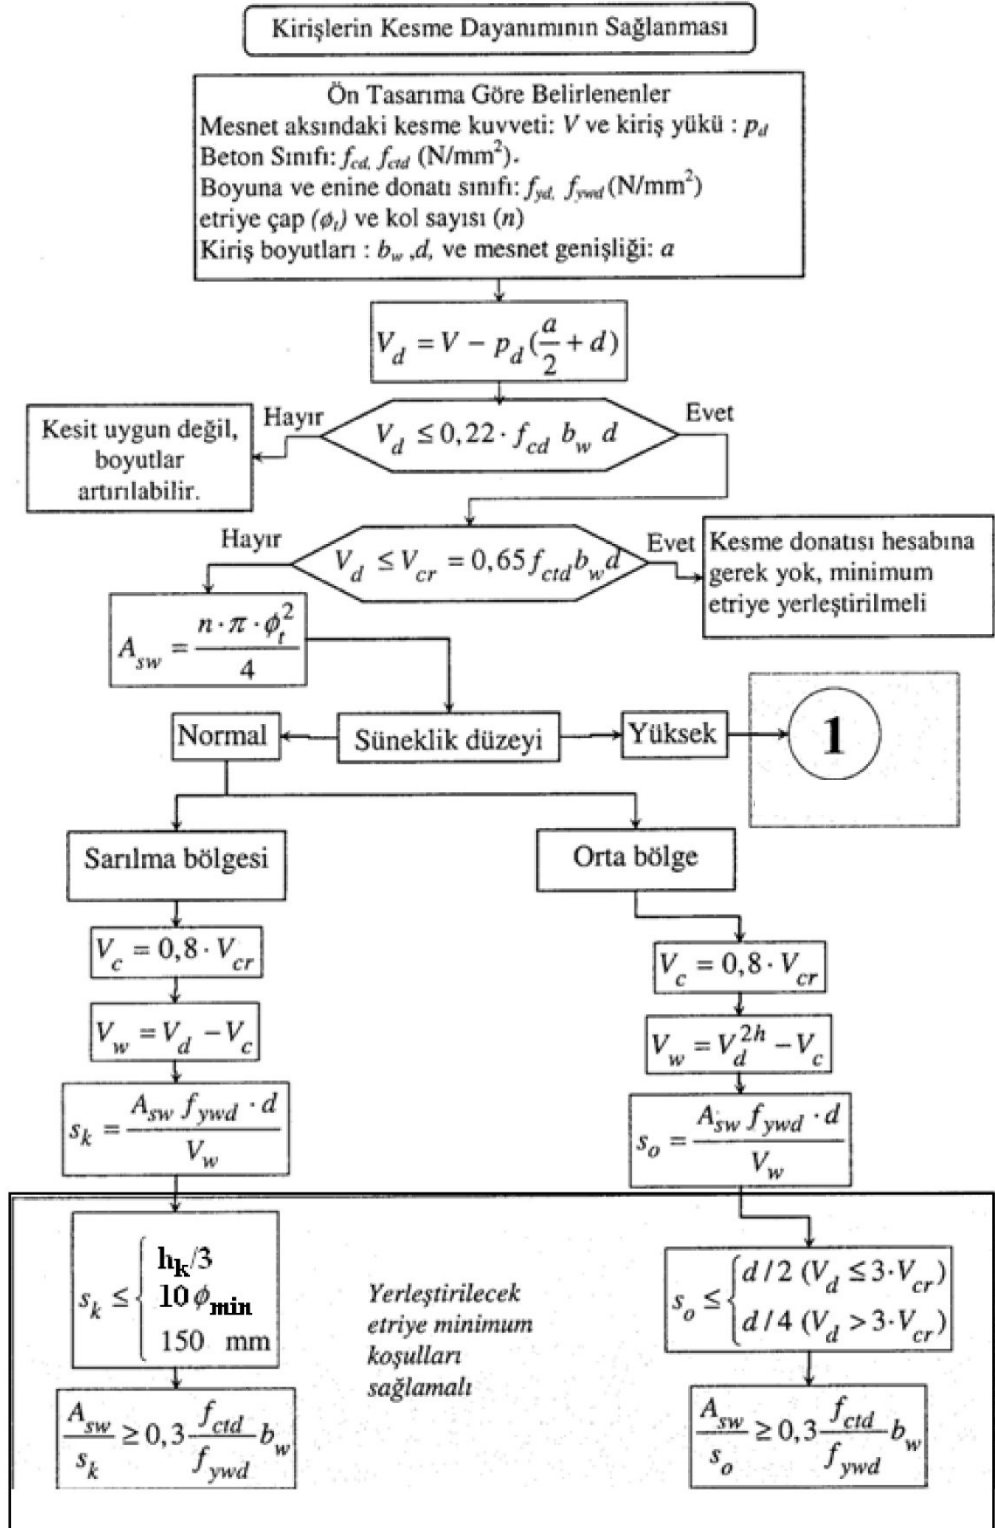 Kirişlerin Kesme Dayanımının Sağlanması
Ön Tasarıma Göre Belirlenenler
Mesnet aksındaki kesme kuvveti: V ve kiriş yükü : p_d
Beton Sınıfı: f_cd, f_ctd (N/mm²).
Boyuna ve enine donatı sınıfı: f_yd, f_ywd (N/mm²)
etriye çap (ϕ_t) ve kol sayısı (n)
Kiriş boyutları : b_w ,d, ve mesnet genişliği: a
V_d = V − p_d (a/2 + d)
Hayır
V_d ≤ 0,22 · f_cd b_w d
Evet
Kesit uygun değil,
boyutlar
artırılabilir.
Hayır
V_d ≤ V_cr = 0,65 f_ctd b_w d
Evet
Kesme donatısı hesabına
gerek yok, minimum
etriye yerleştirilmeli
A_sw = n · π · ϕ_t² / 4
Normal
Süneklik düzeyi
Yüksek
1
Sarılma bölgesi
Orta bölge
V_c = 0,8 · V_cr
V_w = V_d − V_c
s_k = A_sw f_ywd · d / V_w
V_c = 0,8 · V_cr
V_w = V_d^2h − V_c
s_o = A_sw f_ywd · d / V_w
s_k ≤ {
h_k/3
10 ϕ_min
150 mm
A_sw / s_k ≥ 0,3 f_ctd / f_ywd b_w
Yerleştirilecek
etriye minimum
koşulları
sağlamalı
s_o ≤ {
d / 2 (V_d ≤ 3·V_cr)
d / 4 (V_d > 3·V_cr)
A_sw / s_o ≥ 0,3 f_ctd / f_ywd b_w